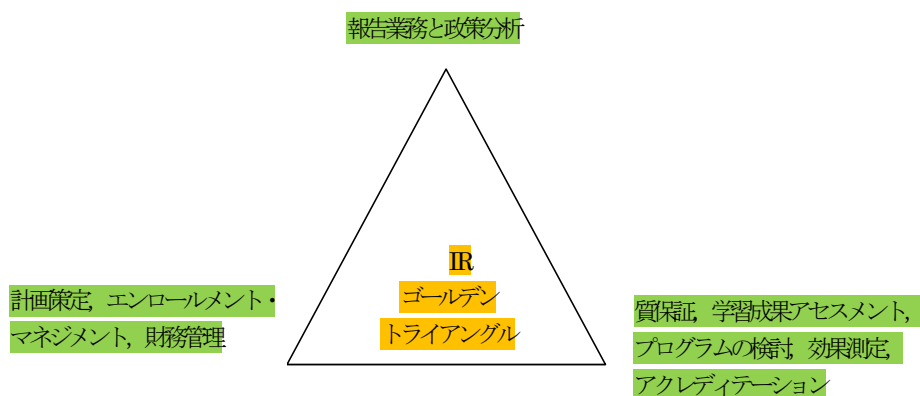 報告業務と政策分析
IR
ゴールデン
トライアングル
計画策定，エンロールメント・
マネジメント，財務管理
質保証，学習成果アセスメント，
プログラムの検討，効果測定，
アクレディテーション